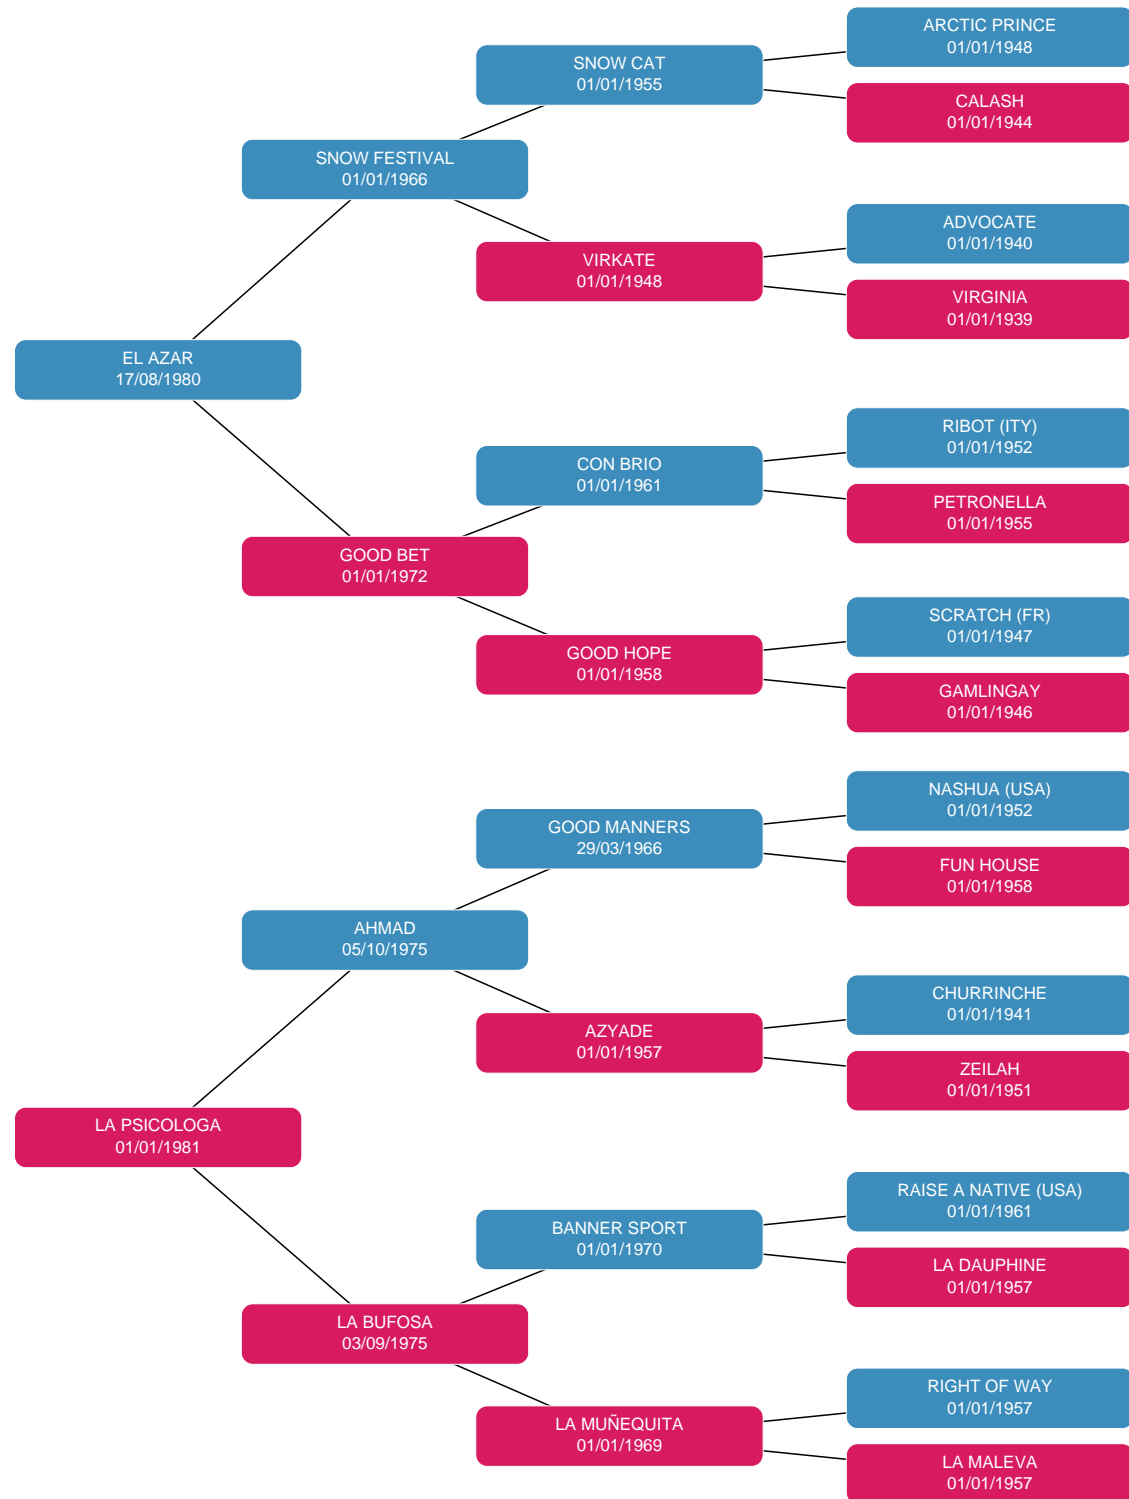 ARCTIC PRINCE
01/01/1948
SNOW CAT
01/01/1955
CALASH
01/01/1944
SNOW FESTIVAL
01/01/1966
ADVOCATE
01/01/1940
VIRKATE
01/01/1948
VIRGINIA
01/01/1939
EL AZAR
17/08/1980
RIBOT (ITY)
01/01/1952
CON BRIO
01/01/1961
PETRONELLA
01/01/1955
GOOD BET
01/01/1972
SCRATCH (FR)
01/01/1947
GOOD HOPE
01/01/1958
GAMLINGAY
01/01/1946
NASHUA (USA)
01/01/1952
GOOD MANNERS
29/03/1966
FUN HOUSE
01/01/1958
AHMAD
05/10/1975
CHURRINCHE
01/01/1941
AZYADE
01/01/1957
ZEILAH
01/01/1951
LA PSICOLOGA
01/01/1981
RAISE A NATIVE (USA)
01/01/1961
BANNER SPORT
01/01/1970
LA DAUPHINE
01/01/1957
LA BUFOSA
03/09/1975
RIGHT OF WAY
01/01/1957
LA MUÑEQUITA
01/01/1969
LA MALEVA
01/01/1957